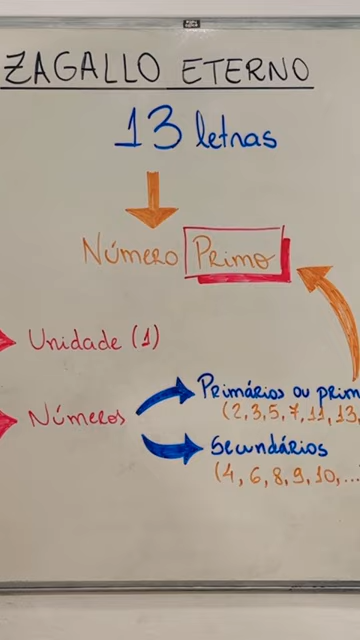 ZAGALLO ETERNO
13 letras
Número Primo
Unidade (1)
Números
Primários ou prim
(2,3,5,7,11,13,
Secundários
(4,6,8,9,10,...